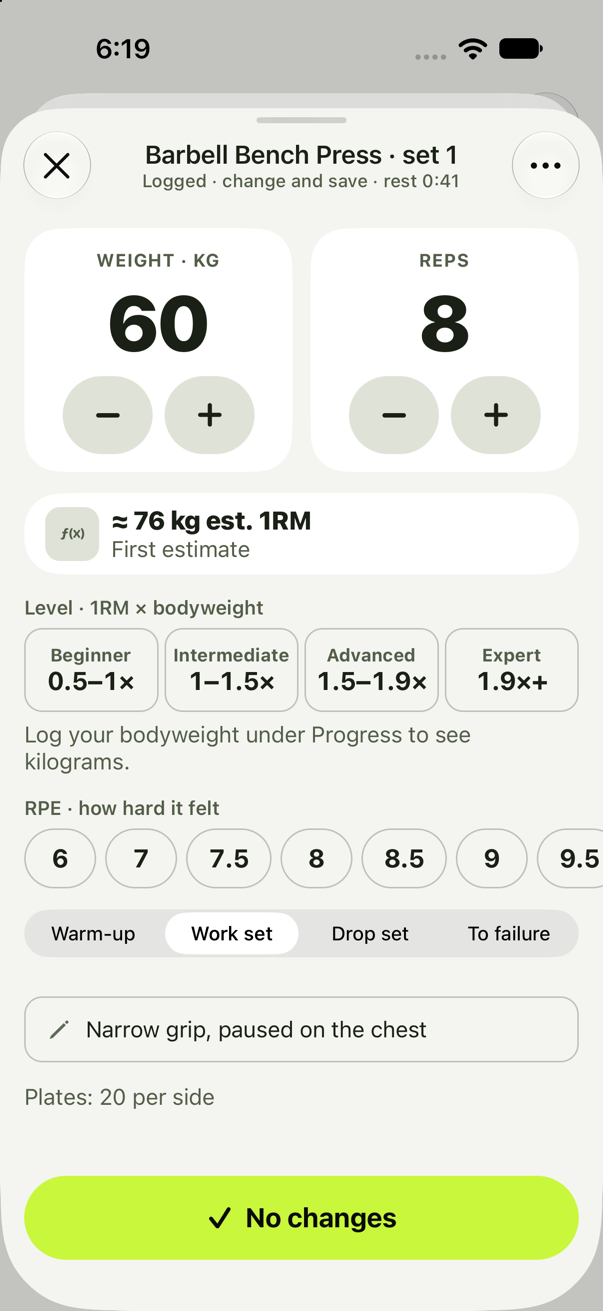 6:19
Barbell Bench Press · set 1
Logged · change and save · rest 0:41
WEIGHT · KG
60
REPS
8
f(x)
≈ 76 kg est. 1RM
First estimate
Level · 1RM × bodyweight
Beginner
0.5–1×
Intermediate
1–1.5×
Advanced
1.5–1.9×
Expert
1.9×+
Log your bodyweight under Progress to see
kilograms.
RPE · how hard it felt
6 7 7.5 8 8.5 9 9.5
Warm-up Work set Drop set To failure
Narrow grip, paused on the chest
Plates: 20 per side
No changes